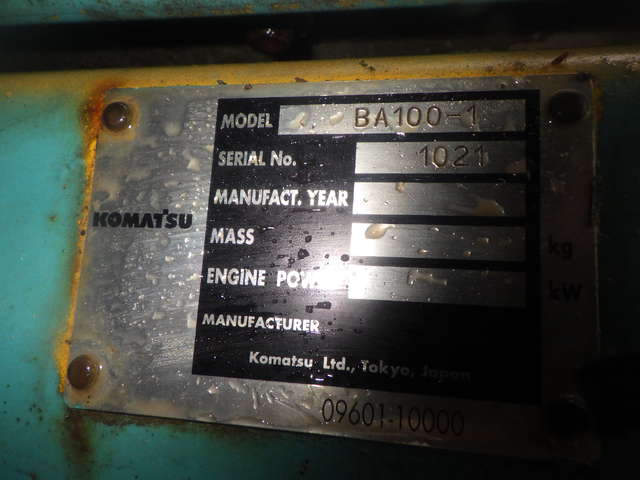 MODEL BA100-1
SERIAL No. 1021
MANUFACT. YEAR
KOMATSU
MASS kg
ENGINE POWER kW
MANUFACTURER
Komatsu Ltd., Tokyo, Japan
09601-10000